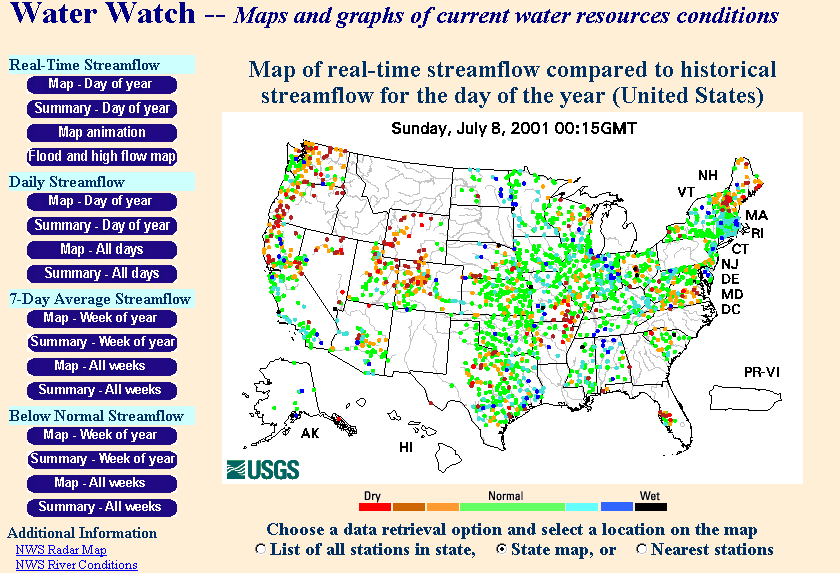 Water Watch -- Maps and graphs of current water resources conditions
Real-Time Streamflow
Map - Day of year
Summary - Day of year
Map animation
Flood and high flow map
Daily Streamflow
Map - Day of year
Summary - Day of year
Map - All days
Summary - All days
7-Day Average Streamflow
Map - Week of year
Summary - Week of year
Map - All weeks
Summary - All weeks
Below Normal Streamflow
Map - Week of year
Summary - Week of year
Map - All weeks
Summary - All weeks
Additional Information
NWS Radar Map
NWS River Conditions
Map of real-time streamflow compared to historical
streamflow for the day of the year (United States)
Sunday, July 8, 2001 00:15GMT
NH
VT
MA
RI
CT
NJ
DE
MD
DC
PR-VI
AK
HI
USGS
Dry Normal Wet
Choose a data retrieval option and select a location on the map
List of all stations in state, State map, or Nearest stations